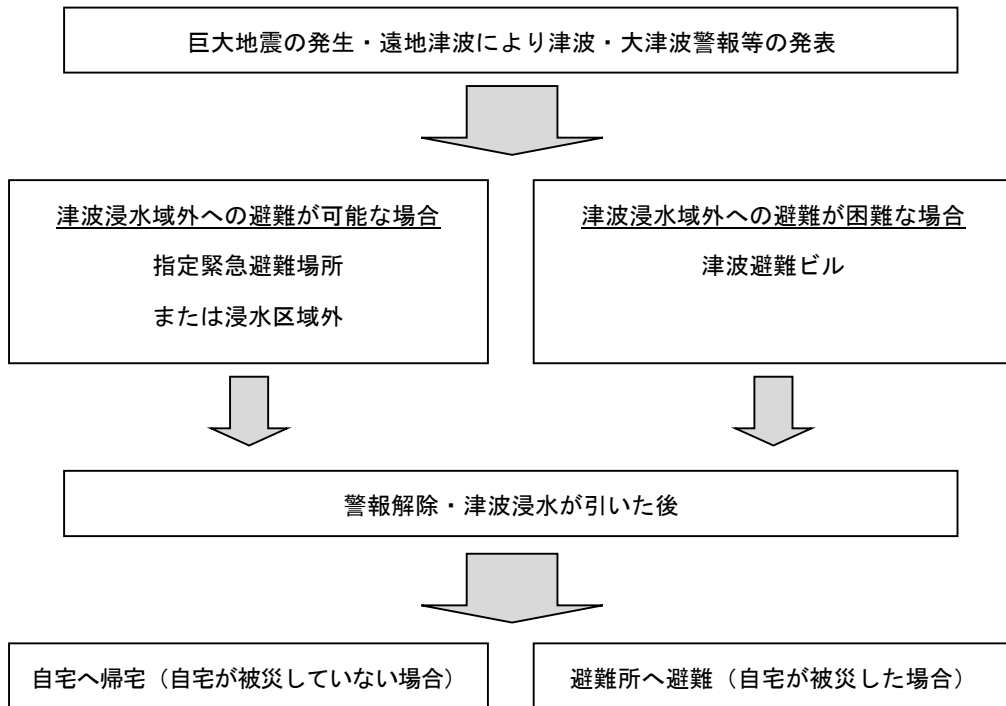 巨大地震の発生・遠地津波により津波・大津波警報等の発表
津波浸水域外への避難が可能な場合
指定緊急避難場所
または浸水区域外
津波浸水域外への避難が困難な場合
津波避難ビル
警報解除・津波浸水が引いた後
自宅へ帰宅（自宅が被災していない場合）
避難所へ避難（自宅が被災した場合）